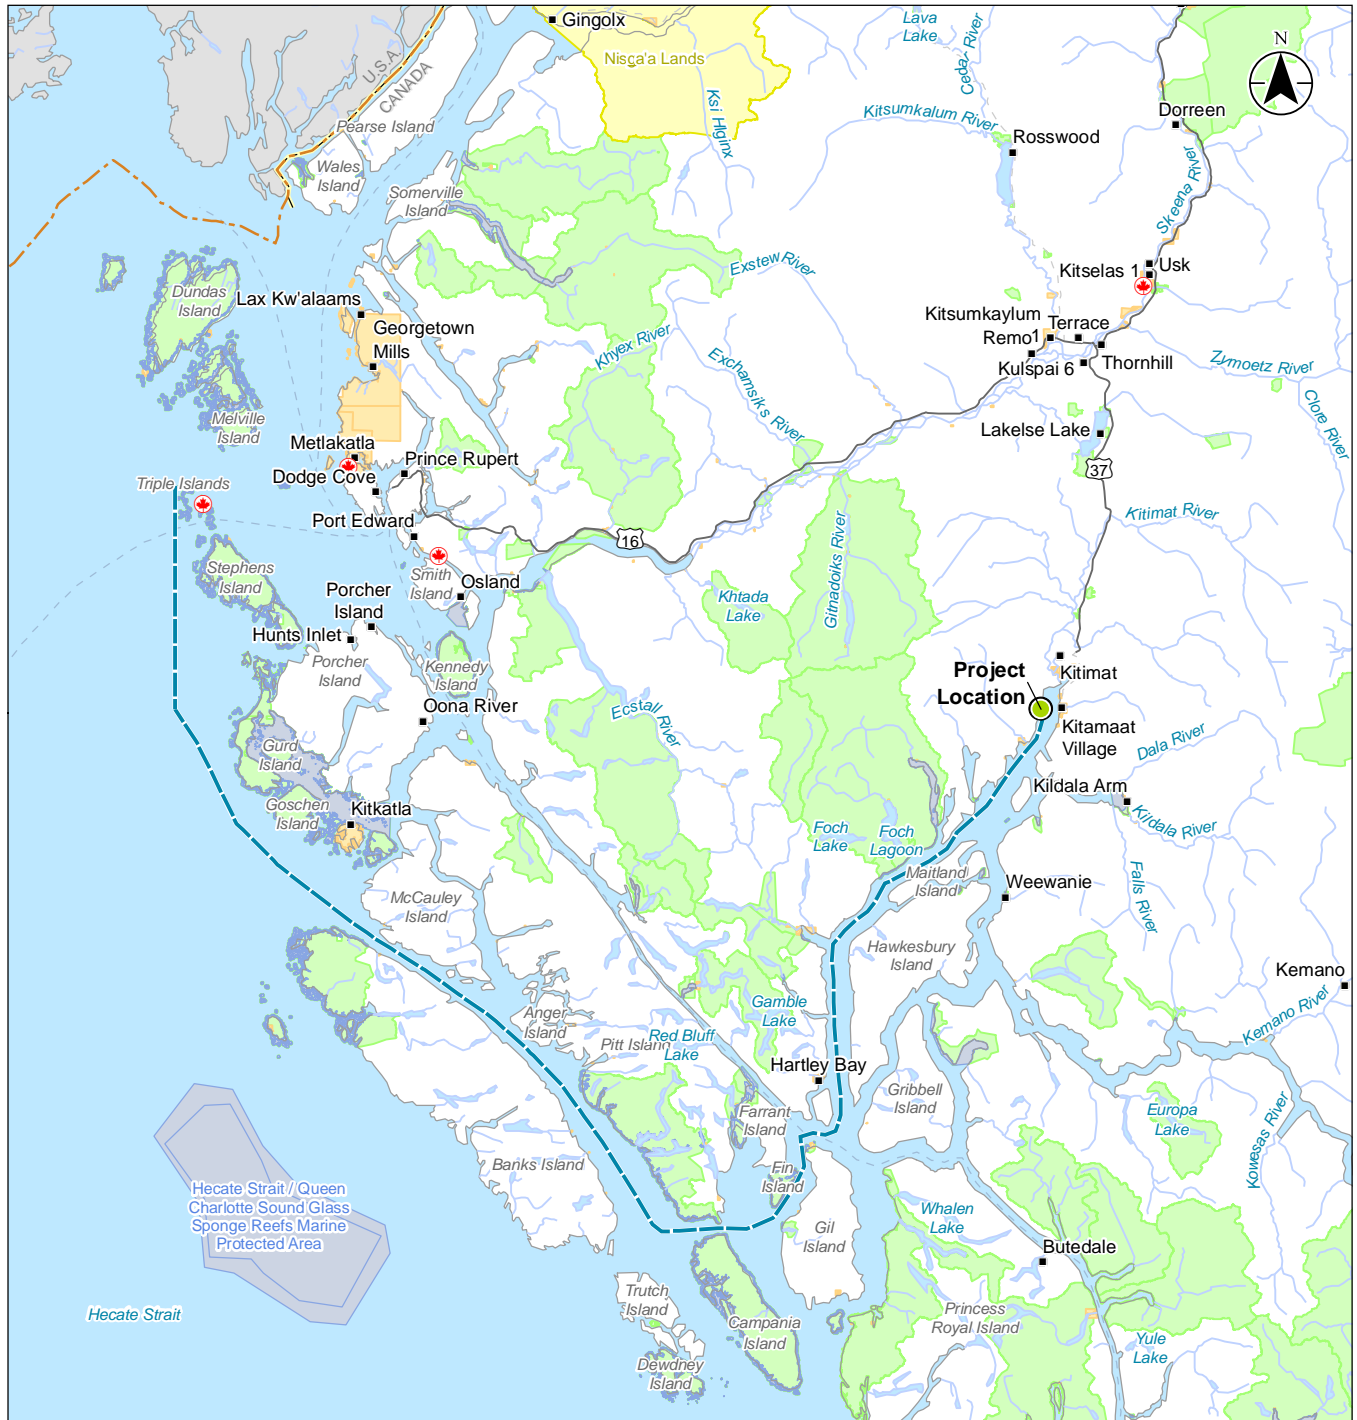 Gingolx
Nisga'a Lands
Lava
Lake
Cedar River
N
U.S.A.
CANADA
Ksi Hlginx
Kitsumkalum River
Dorreen
Rosswood
Pearse Island
Wales
Island
Somerville
Island
Skeena River
Exstew River
Kitselas 1
Usk
Dundas
Island
Lax Kw'alaams
Georgetown
Mills
Kitsumkaylum
1
Terrace
Remo
Thornhill
Kulspai 6
Khyex River
Exchamsiks River
Zymoetz River
Clore River
Melville
Island
Lakelse Lake
37
Metlakatla
Prince Rupert
Dodge Cove
Triple Islands
Port Edward
16
Kitimat River
Gitnadoiks River
Stephens
Island
Smith
Island
Osland
Porcher
Island
Khtada
Lake
Hunts Inlet
Porcher
Island
Kennedy
Island
Project
Location
Kitimat
Oona River
Ecstall River
Kitamaat
Village
Dala River
Gurd
Island
Goschen
Island
Kitkatla
Kildala Arm
Kildala River
Foch
Lake
Foch
Lagoon
Maitland
Island
Weewanie
Falls River
McCauley
Island
Hawkesbury
Island
Kemano
Kemano River
Anger
Island
Pitt Island
Red Bluff
Lake
Gamble
Lake
Hartley Bay
Gribbell
Island
Farrant
Island
Europa
Lake
Kowesas River
Banks Island
Fin
Island
Hecate Strait / Queen
Charlotte Sound Glass
Sponge Reefs Marine
Protected Area
Whalen
Lake
Gil
Island
Butedale
Hecate Strait
Trutch
Island
Campania
Island
Princess
Royal Island
Yule
Lake
Dewdney
Island